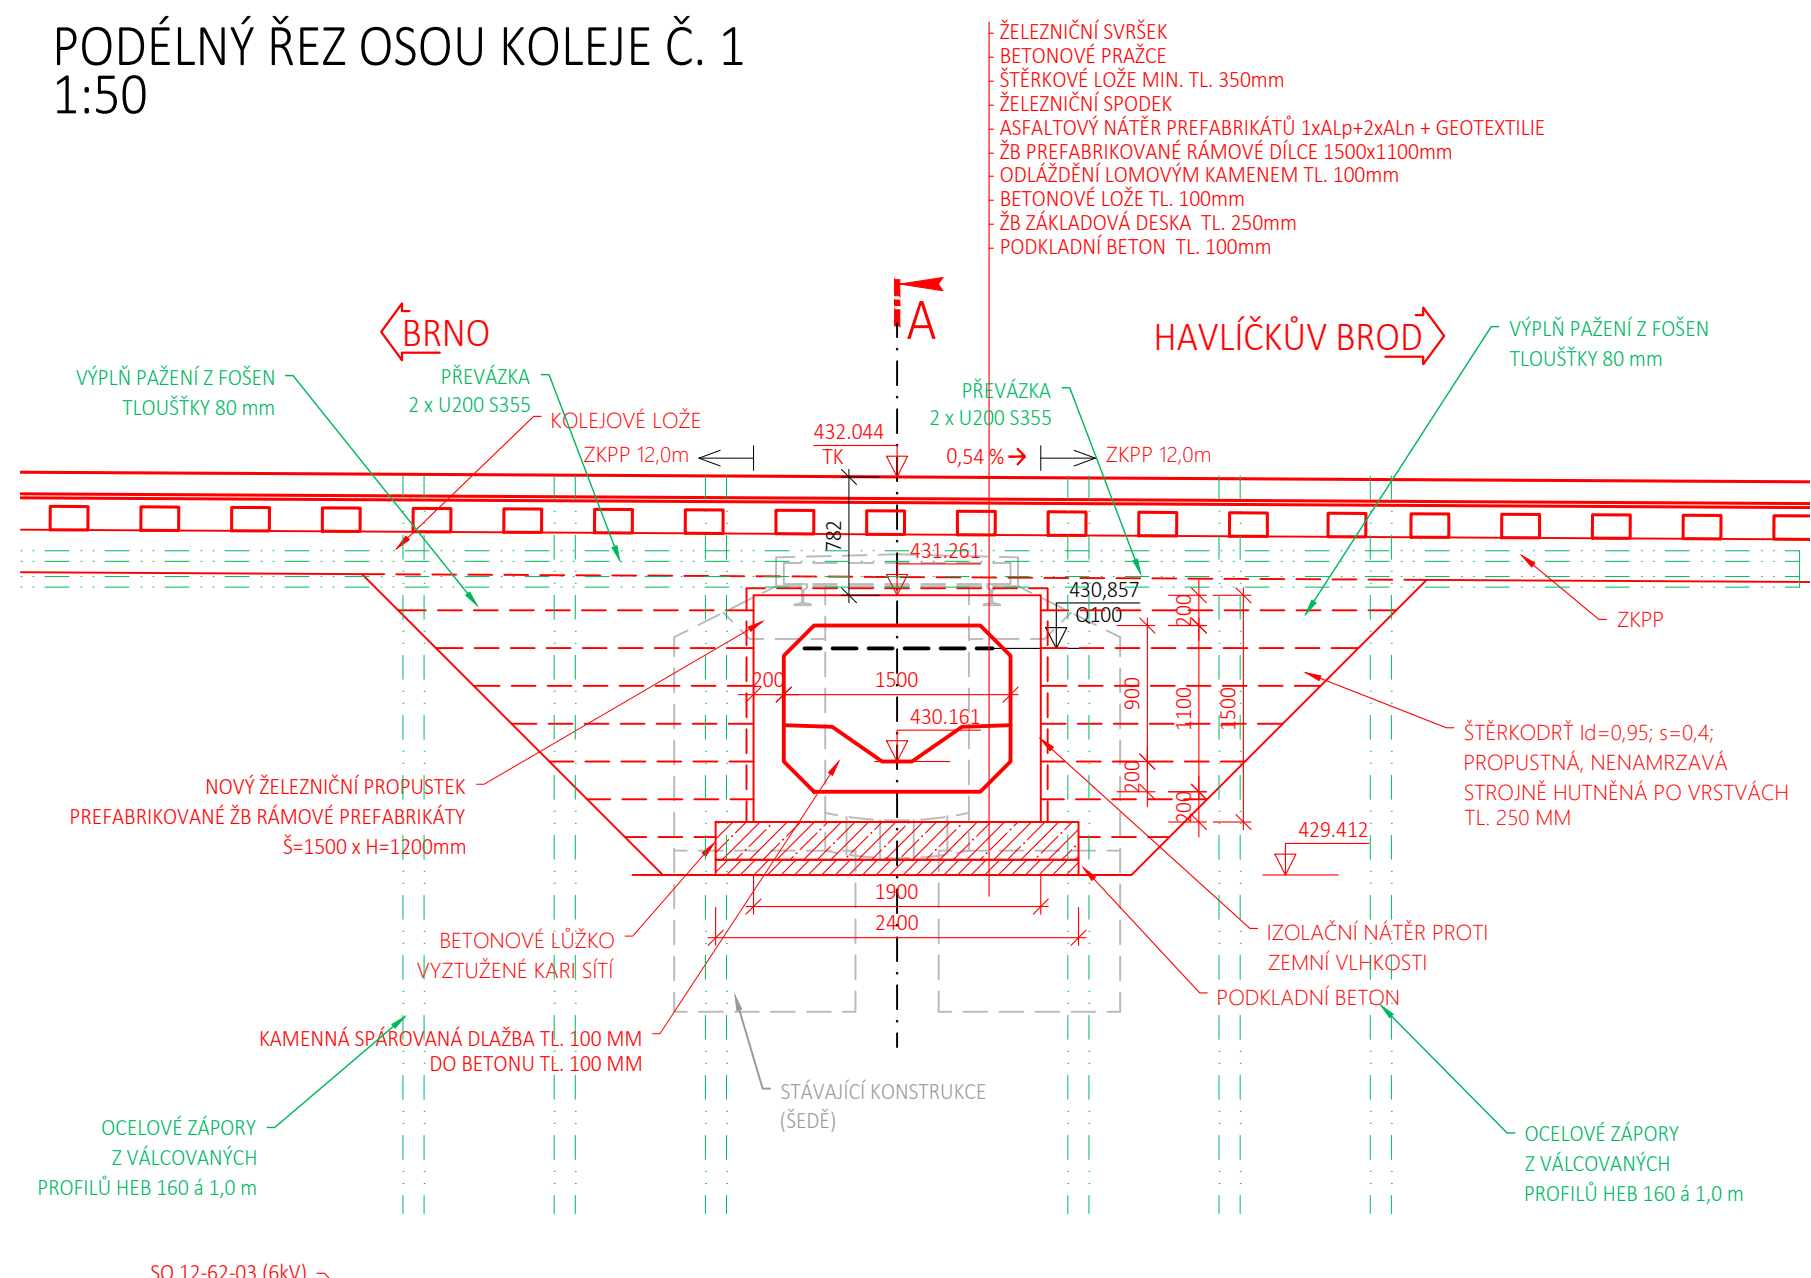 PODÉLNÝ ŘEZ OSOU KOLEJE Č. 1
1:50
ŽELEZNIČNÍ SVRŠEK
BETONOVÉ PRAŽCE
ŠTĚRKOVÉ LOŽE MIN. TL. 350mm
ŽELEZNIČNÍ SPODEK
ASFALTOVÝ NÁTĚR PREFABRIKÁTŮ 1xALp+2xALn + GEOTEXTILIE
ŽB PREFABRIKOVANÉ RÁMOVÉ DÍLCE 1500x1100mm
ODLÁŽDĚNÍ LOMOVÝM KAMENEM TL. 100mm
BETONOVÉ LOŽE TL. 100mm
ŽB ZÁKLADOVÁ DESKA TL. 250mm
PODKLADNÍ BETON TL. 100mm
A
BRNO
HAVLÍČKŮV BROD
VÝPLŇ PAŽENÍ Z FOŠEN
TLOUŠŤKY 80 mm
PŘEVÁZKA
2 x U200 S355
KOLEJOVÉ LOŽE
ZKPP 12,0m
432.044
TK
0,54 %
PŘEVÁZKA
2 x U200 S355
ZKPP 12,0m
VÝPLŇ PAŽENÍ Z FOŠEN
TLOUŠŤKY 80 mm
782
431.261
430,857
Q100
200
ZKPP
200
1500
900
1100
1500
430.161
200
200
ŠTĚRKODRŤ Id=0,95; s=0,4;
PROPUSTNÁ, NENAMRZAVÁ
STROJNĚ HUTNĚNÁ PO VRSTVÁCH
TL. 250 MM
NOVÝ ŽELEZNIČNÍ PROPUSTEK
PREFABRIKOVANÉ ŽB RÁMOVÉ PREFABRIKÁTY
Š=1500 x H=1200mm
429.412
1900
2400
BETONOVÉ LŮŽKO
VYZTUŽENÉ KARI SÍTÍ
IZOLAČNÍ NÁTĚR PROTI
ZEMNÍ VLHKOSTI
PODKLADNÍ BETON
KAMENNÁ SPÁROVANÁ DLAŽBA TL. 100 MM
DO BETONU TL. 100 MM
STÁVAJÍCÍ KONSTRUKCE
(ŠEDĚ)
OCELOVÉ ZÁPORY
Z VÁLCOVANÝCH
PROFILŮ HEB 160 á 1,0 m
OCELOVÉ ZÁPORY
Z VÁLCOVANÝCH
PROFILŮ HEB 160 á 1,0 m
SO 12-62-03 (6kV)